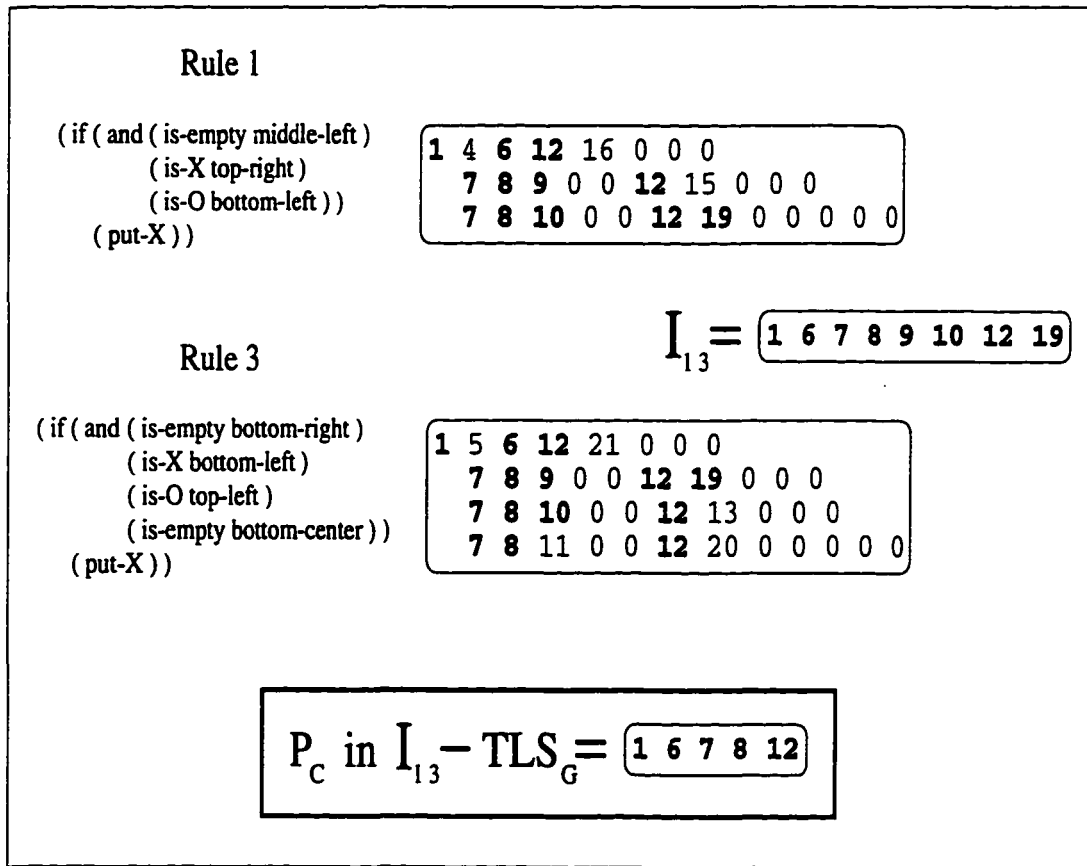 Rule 1
( if ( and ( is-empty middle-left )
( is-X top-right )
( is-O bottom-left ) )
( put-X ) )
1 4 6 12 16 0 0 0
7 8 9 0 0 12 15 0 0 0
7 8 10 0 0 12 19 0 0 0 0 0
I13= 1 6 7 8 9 10 12 19
Rule 3
( if ( and ( is-empty bottom-right )
( is-X bottom-left )
( is-O top-left )
( is-empty bottom-center ) )
( put-X ) )
1 5 6 12 21 0 0 0
7 8 9 0 0 12 19 0 0 0
7 8 10 0 0 12 13 0 0 0
7 8 11 0 0 12 20 0 0 0 0 0
PC in I13 – TLSG= 1 6 7 8 12